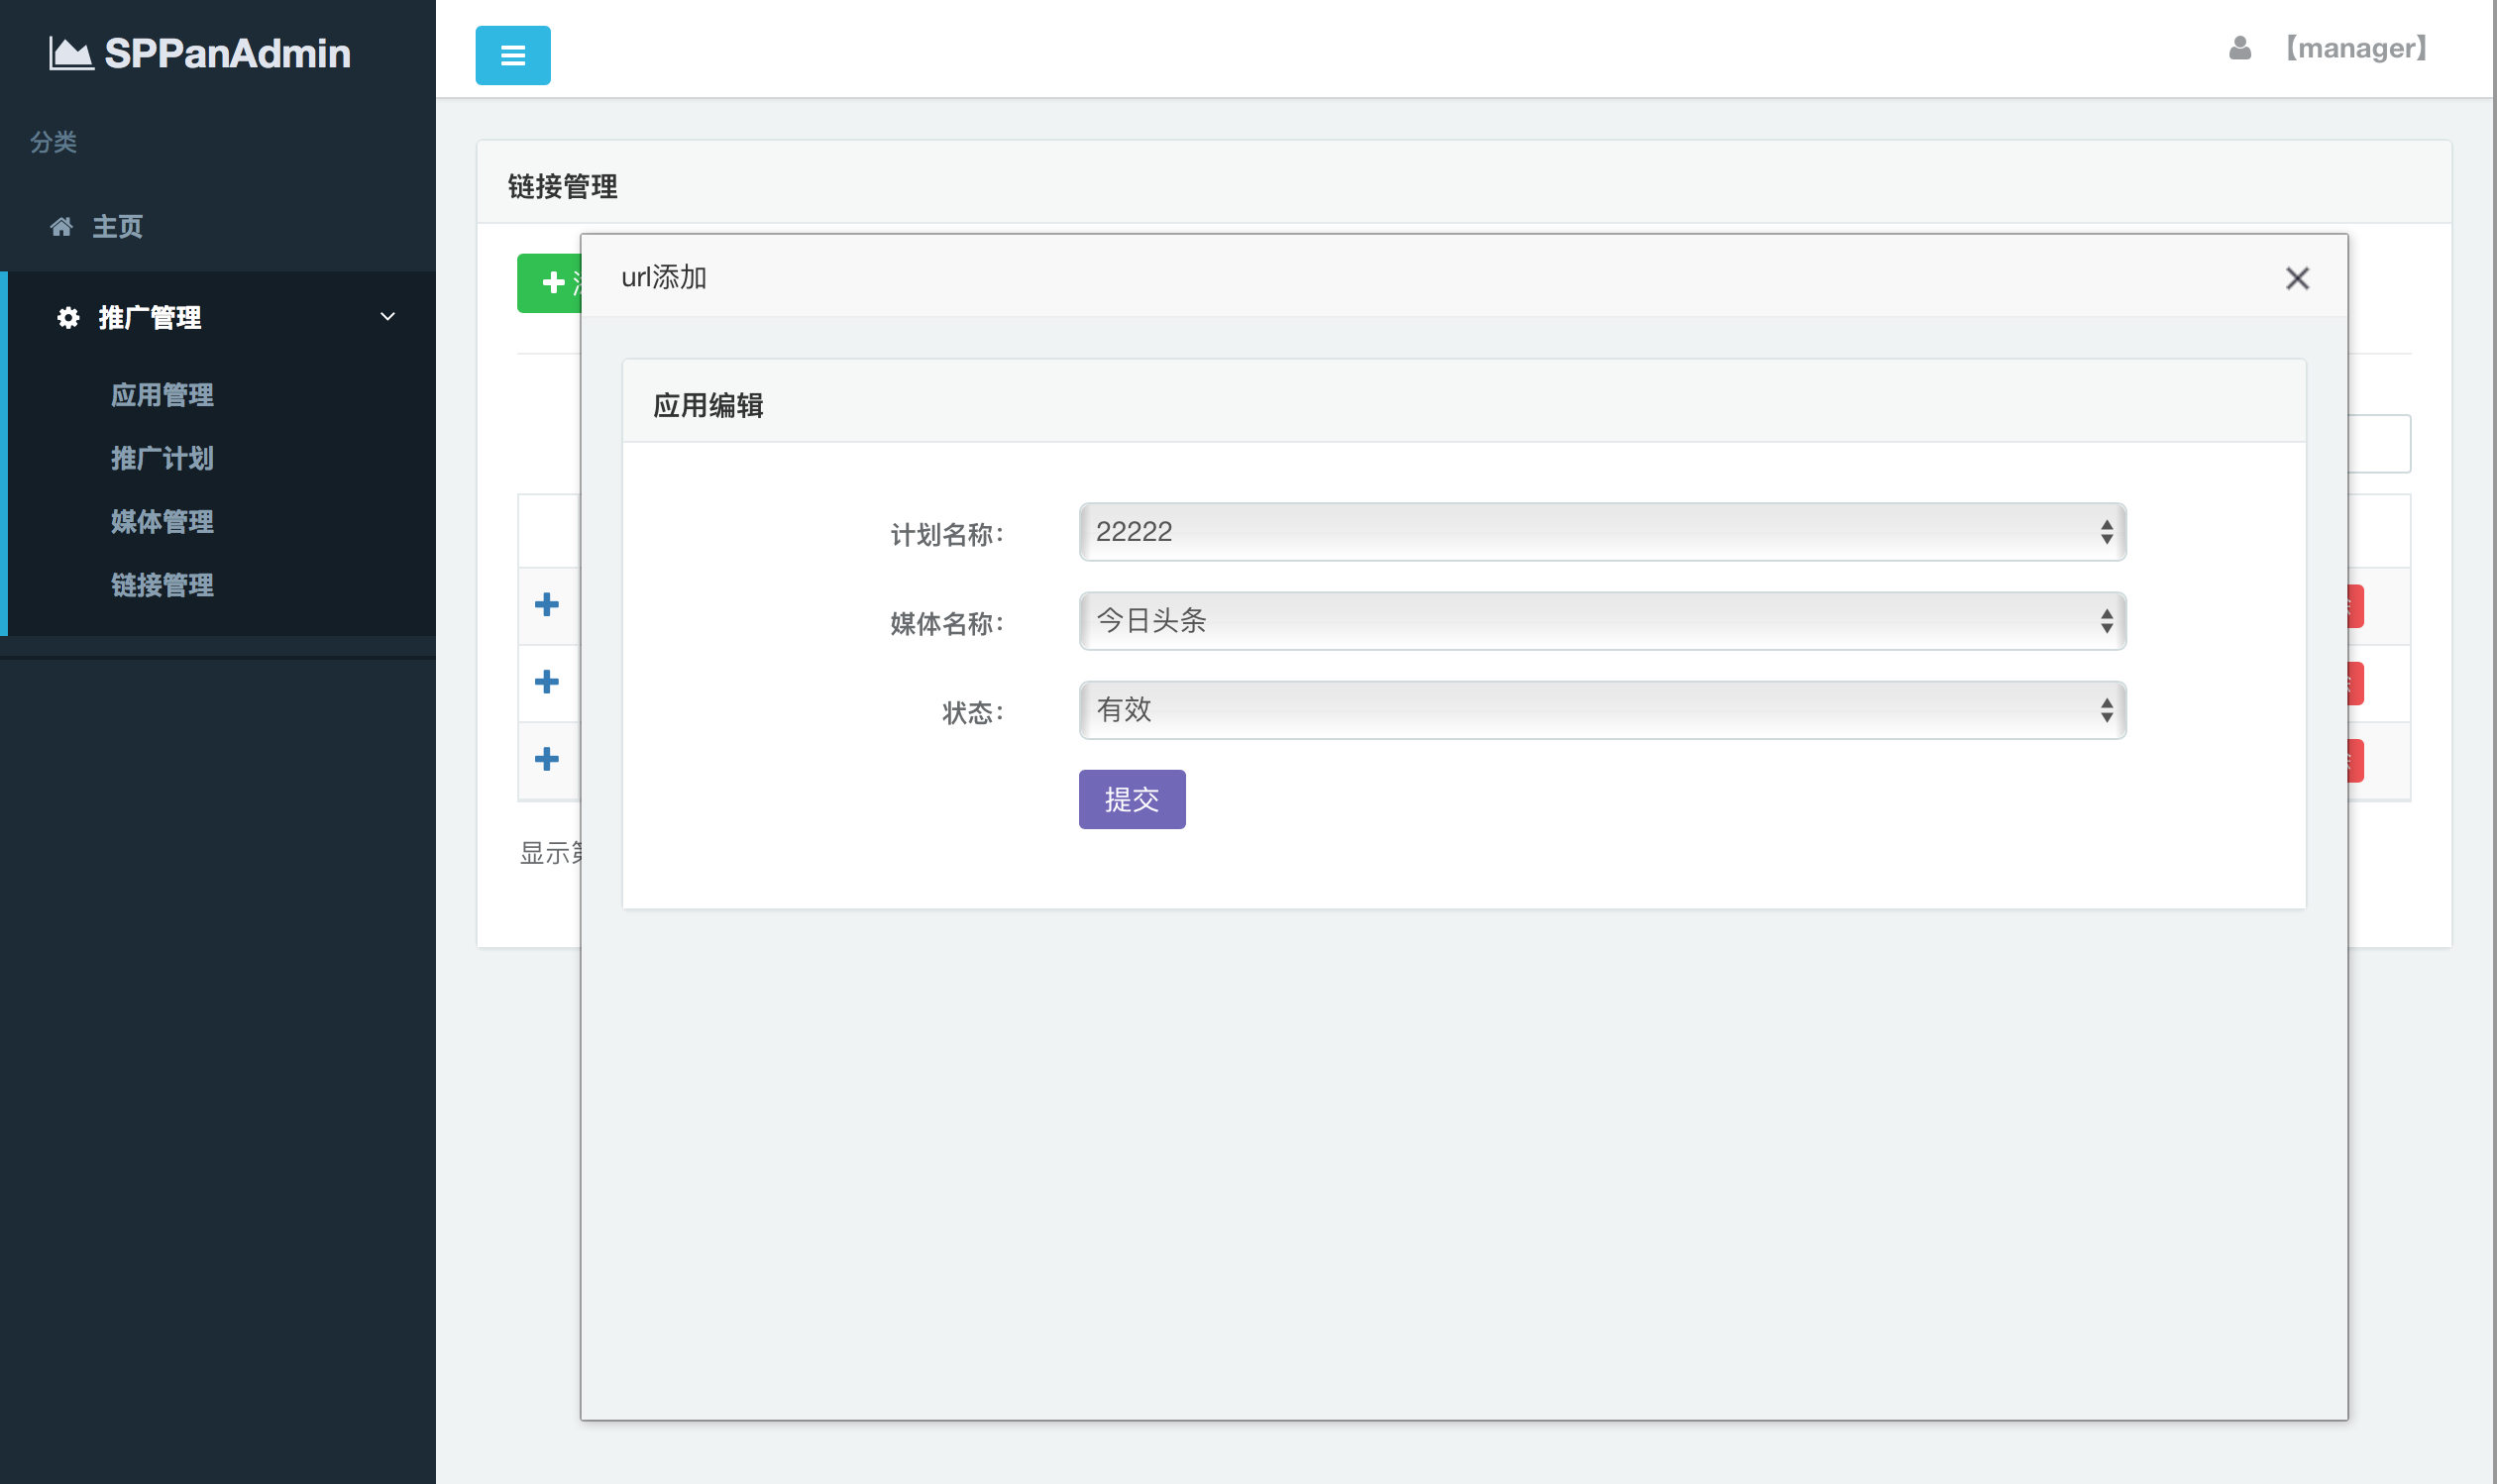 SPPanAdmin
【manager】
分类
主页
推广管理
应用管理
推广计划
媒体管理
链接管理
链接管理
url添加
应用编辑
计划名称：
22222
媒体名称：
今日头条
状态：
有效
提交
显示